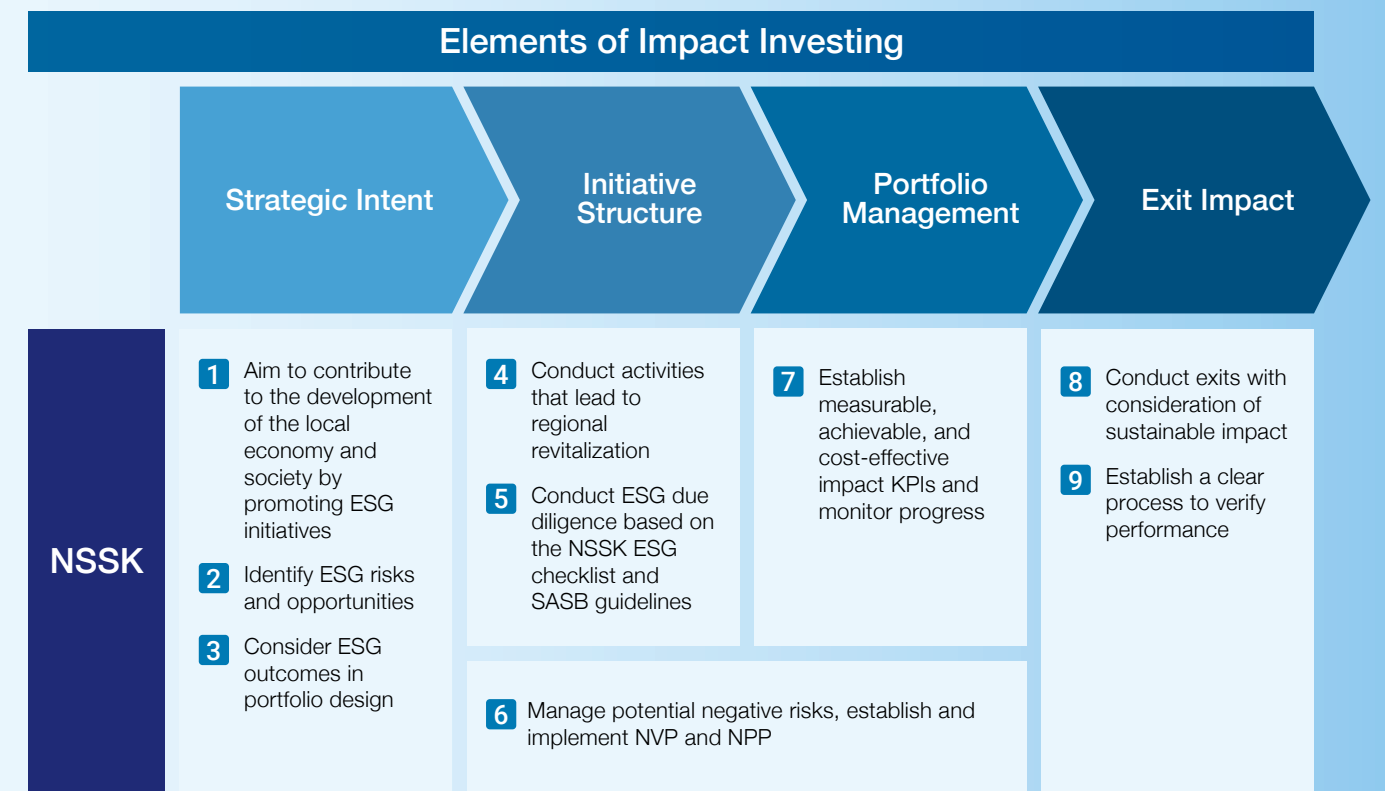 Elements of Impact Investing
Strategic Intent
Initiative
Structure
Portfolio
Management
Exit Impact
NSSK
1 Aim to contribute
to the development
of the local
economy and
society by
promoting ESG
initiatives
2 Identify ESG risks
and opportunities
3 Consider ESG
outcomes in
portfolio design
4 Conduct activities
that lead to
regional
revitalization
5 Conduct ESG due
diligence based on
the NSSK ESG
checklist and
SASB guidelines
6 Manage potential negative risks, establish and
implement NVP and NPP
7 Establish
measurable,
achievable, and
cost-effective
impact KPIs and
monitor progress
8 Conduct exits with
consideration of
sustainable impact
9 Establish a clear
process to verify
performance